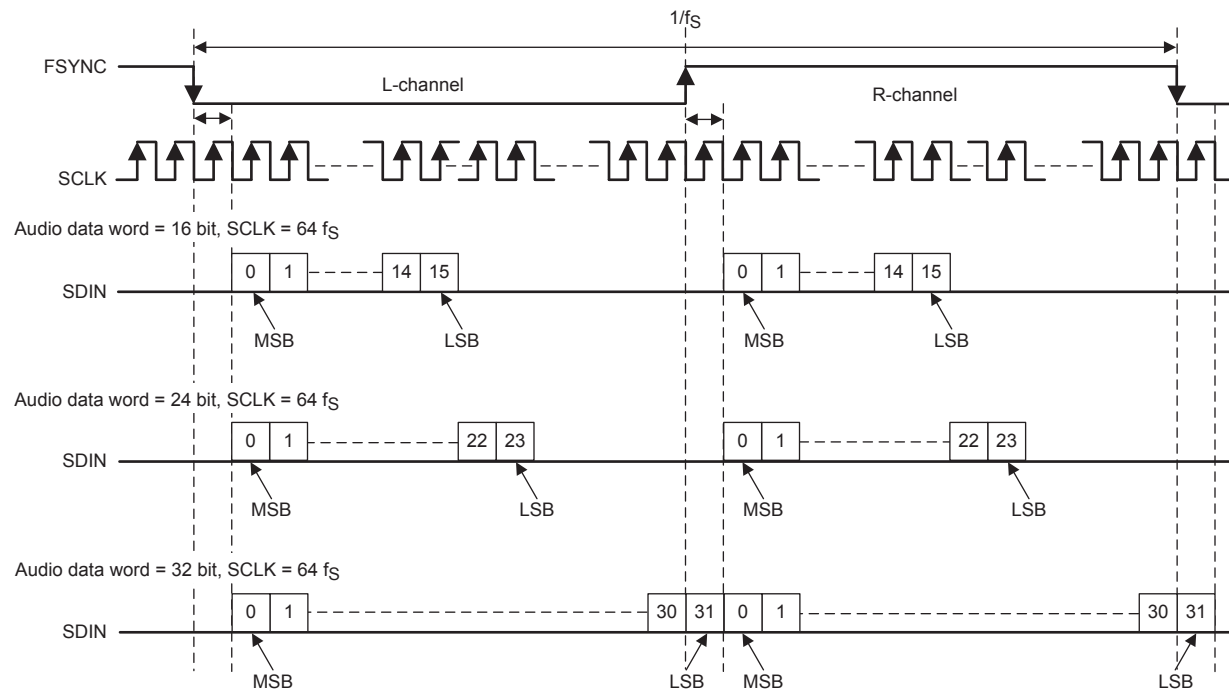 1/fS
FSYNC
L-channel
R-channel
SCLK
Audio data word = 16 bit, SCLK = 64 fS
SDIN
0 1 14 15 0 1 14 15
MSB LSB MSB LSB
Audio data word = 24 bit, SCLK = 64 fS
SDIN
0 1 22 23 0 1 22 23
MSB LSB MSB LSB
Audio data word = 32 bit, SCLK = 64 fS
SDIN
0 1 30 31 0 1 30 31
MSB LSB MSB LSB